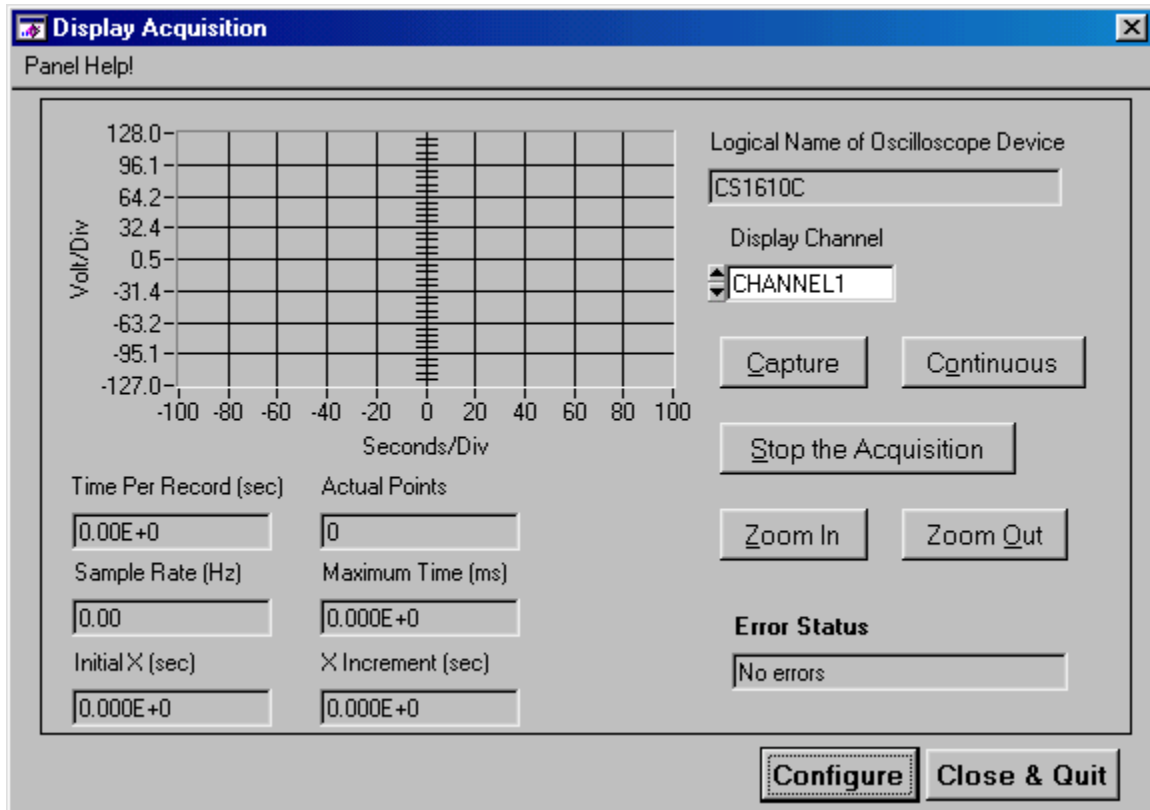 Display Acquisition
Panel Help!
128.0
96.1
64.2
32.4
0.5
-31.4
-63.2
-95.1
-127.0
Volt/Div
-100 -80 -60 -40 -20 0 20 40 60 80 100
Seconds/Div
Logical Name of Oscilloscope Device
CS1610C
Display Channel
CHANNEL1
Capture Continuous
Stop the Acquisition
Zoom In Zoom Out
Time Per Record (sec) Actual Points
0.00E+0 0
Sample Rate (Hz) Maximum Time (ms)
0.00 0.000E+0
Initial X (sec) X Increment (sec)
0.000E+0 0.000E+0
Error Status
No errors
Configure Close & Quit